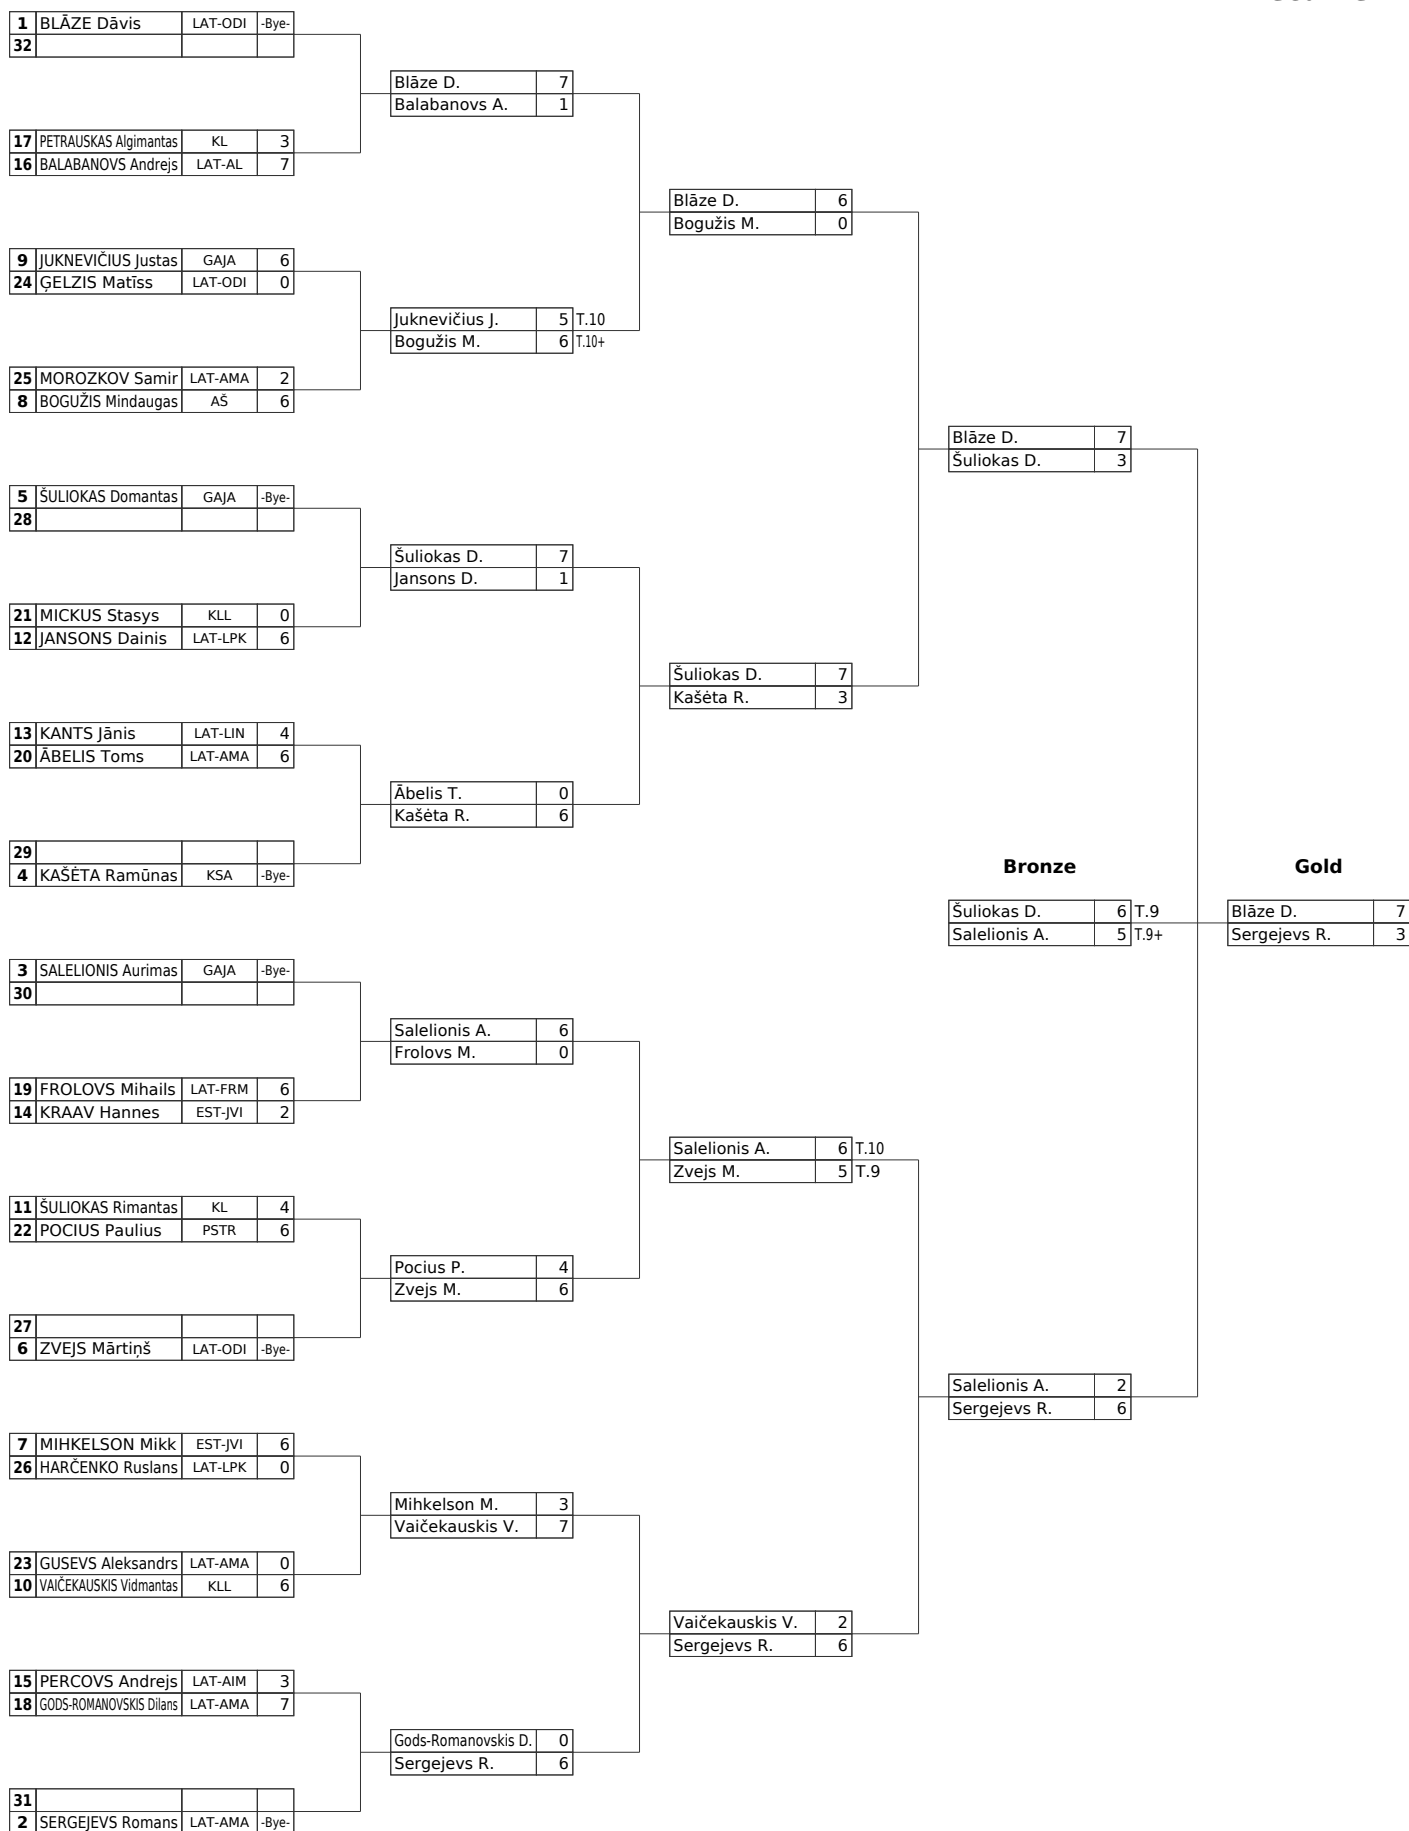 1 BLĀZE Dāvis LAT-ODI -Bye-
32
Blāze D. 7
Balabanovs A. 1
17 PETRAUSKAS Algimantas KL 3
16 BALABANOVS Andrejs LAT-AL 7
Blāze D. 6
Bogužis M. 0
9 JUKNEVIČIUS Justas GAJA 6
24 ĢELZIS Matīss LAT-ODI 0
Juknevičius J. 5 T.10
Bogužis M. 6 T.10+
25 MOROZKOV Samir LAT-AMA 2
8 BOGUŽIS Mindaugas AŠ 6
Blāze D. 7
Šuliokas D. 3
5 ŠULIOKAS Domantas GAJA -Bye-
28
Šuliokas D. 7
Jansons D. 1
21 MICKUS Stasys KLL 0
12 JANSONS Dainis LAT-LPK 6
Šuliokas D. 7
Kašėta R. 3
13 KANTS Jānis LAT-LIN 4
20 ĀBELIS Toms LAT-AMA 6
Ābelis T. 0
Kašėta R. 6
29
4 KAŠĖTA Ramūnas KSA -Bye-
Bronze Gold
Šuliokas D. 6 T.9 Blāze D. 7
Salelionis A. 5 T.9+ Sergejevs R. 3
3 SALELIONIS Aurimas GAJA -Bye-
30
Salelionis A. 6
Frolovs M. 0
19 FROLOVS Mihails LAT-FRM 6
14 KRAAV Hannes EST-JVI 2
Salelionis A. 6 T.10
Zvejs M. 5 T.9
11 ŠULIOKAS Rimantas KL 4
22 POCIUS Paulius PSTR 6
Pocius P. 4
Zvejs M. 6
27
6 ZVEJS Mārtiņš LAT-ODI -Bye-
Salelionis A. 2
Sergejevs R. 6
7 MIHKELSON Mikk EST-JVI 6
26 HARČENKO Ruslans LAT-LPK 0
Mihkelson M. 3
Vaičekauskis V. 7
23 GUSEVS Aleksandrs LAT-AMA 0
10 VAIČEKAUSKIS Vidmantas KLL 6
Vaičekauskis V. 2
Sergejevs R. 6
15 PERCOVS Andrejs LAT-AIM 3
18 GODS-ROMANOVSKIS Dilans LAT-AMA 7
Gods-Romanovskis D. 0
Sergejevs R. 6
31
2 SERGEJEVS Romans LAT-AMA -Bye-